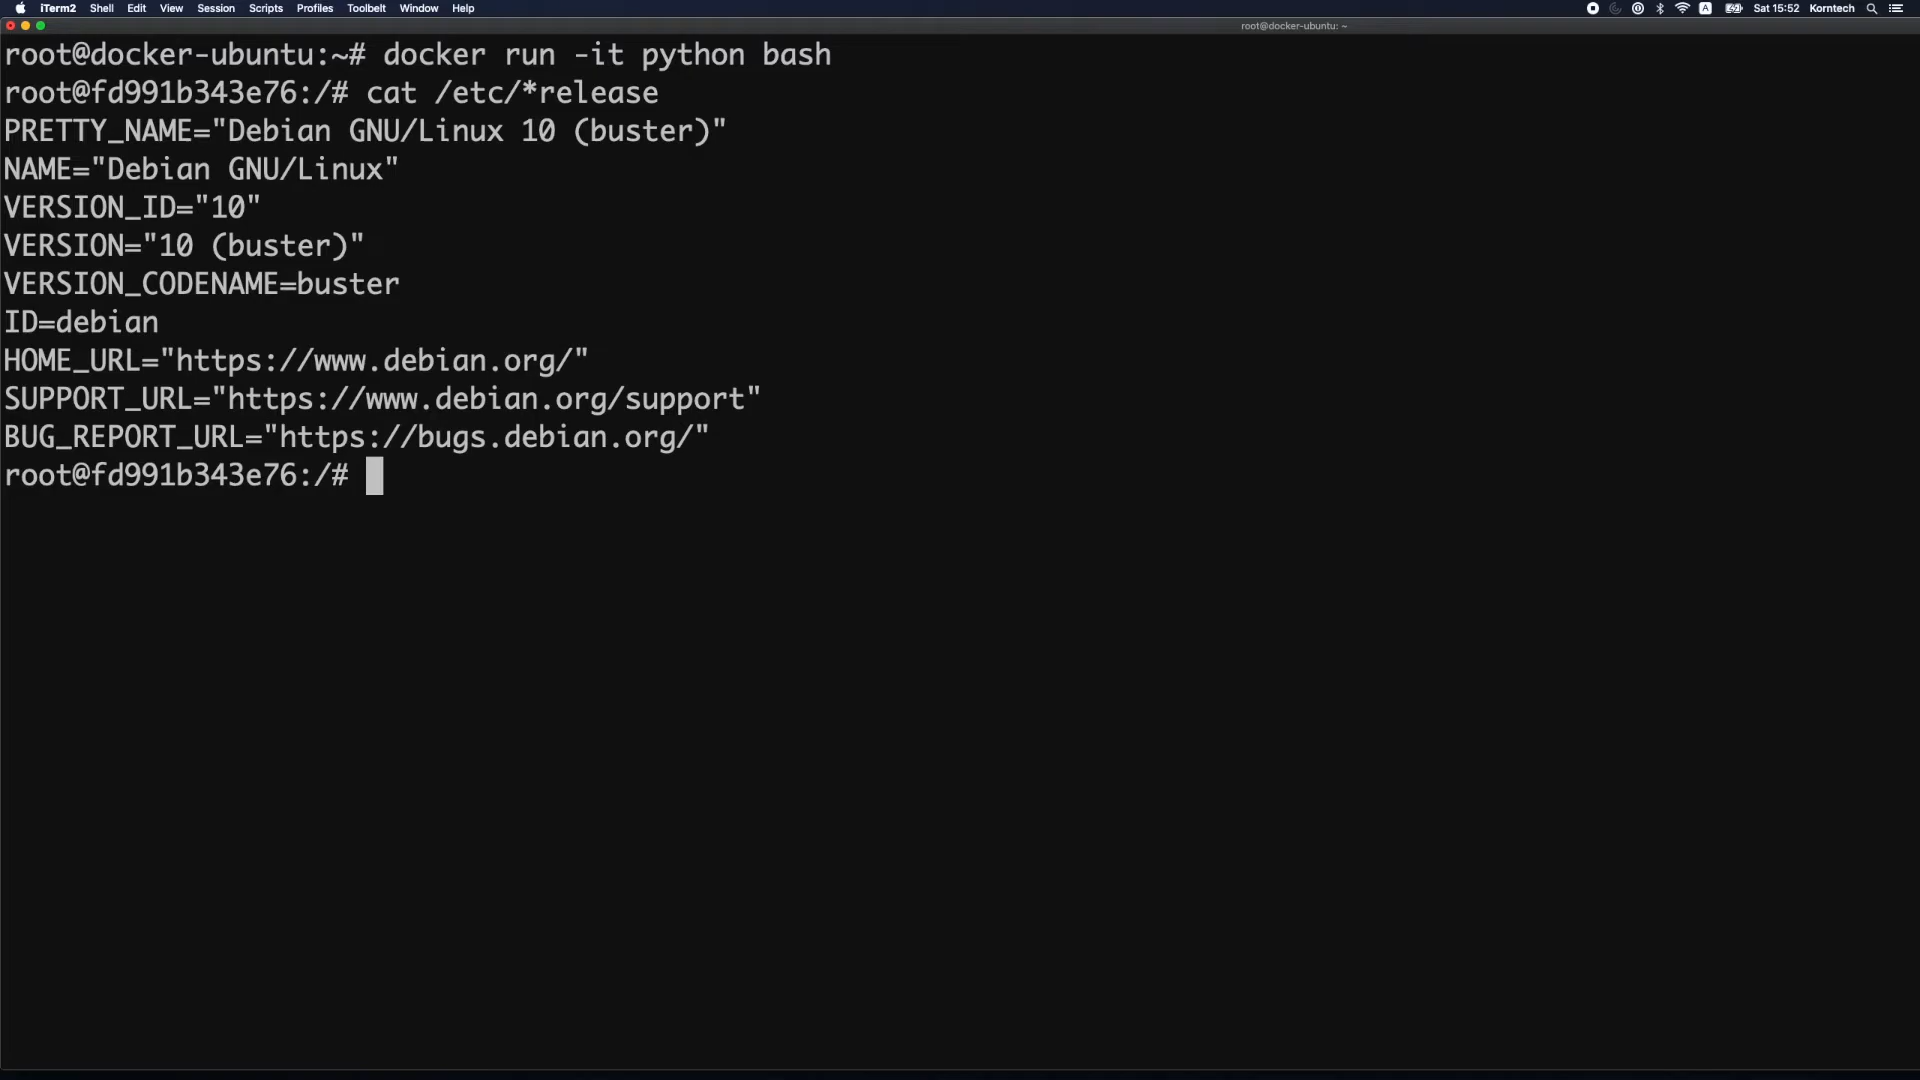 iTerm2 Shell Edit View Session Scripts Profiles Toolbelt Window Help A Sat 15:52 Korntech
root@docker-ubuntu: ~
root@docker-ubuntu:~# docker run -it python bash
root@fd991b343e76:/# cat /etc/*release
PRETTY_NAME="Debian GNU/Linux 10 (buster)"
NAME="Debian GNU/Linux"
VERSION_ID="10"
VERSION="10 (buster)"
VERSION_CODENAME=buster
ID=debian
HOME_URL="https://www.debian.org/"
SUPPORT_URL="https://www.debian.org/support"
BUG_REPORT_URL="https://bugs.debian.org/"
root@fd991b343e76:/#